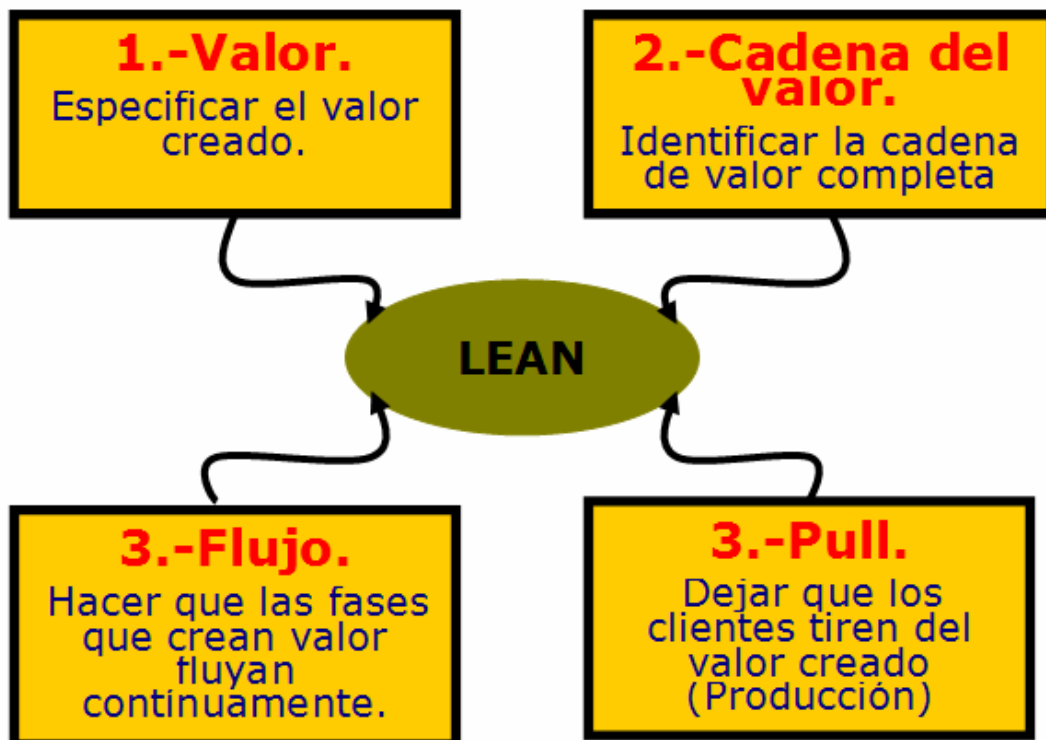 1.-Valor.
Especificar el valor
creado.
2.-Cadena del
valor.
Identificar la cadena
de valor completa
LEAN
3.-Flujo.
Hacer que las fases
que crean valor
fluyan
continuamente.
3.-Pull.
Dejar que los
clientes tiren del
valor creado
(Producción)